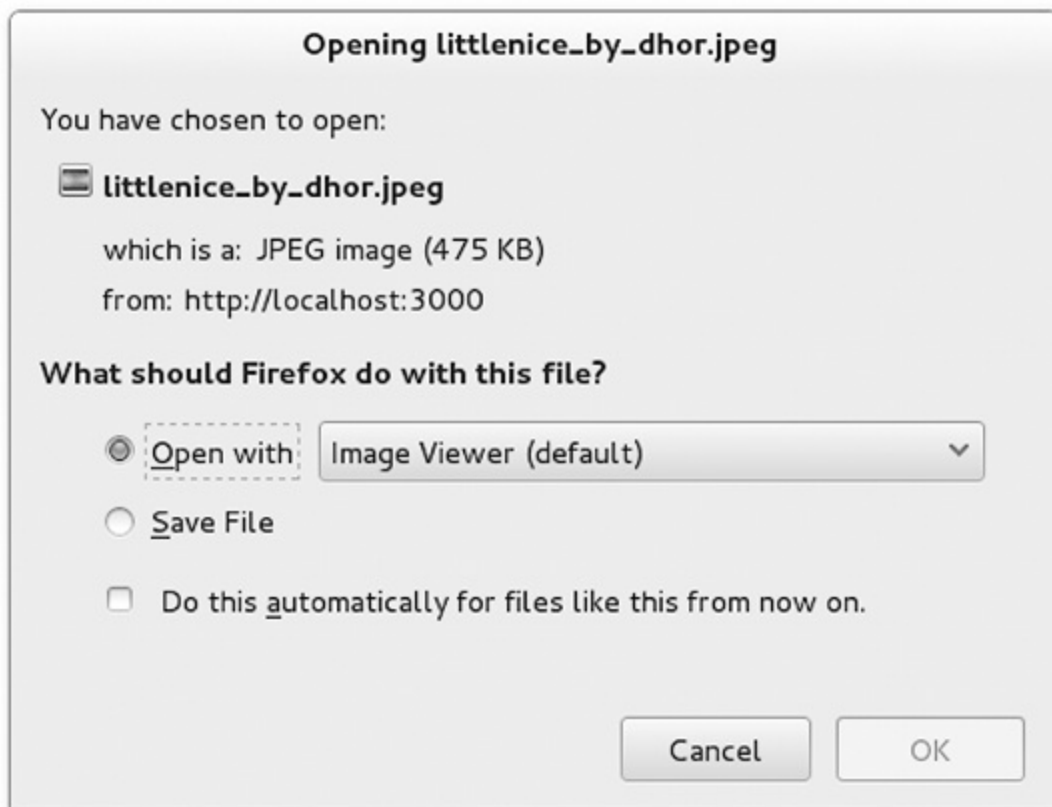 Opening littlenice_by_dhor.jpeg
You have chosen to open:
littlenice_by_dhor.jpeg
which is a: JPEG image (475 KB)
from: http://localhost:3000
What should Firefox do with this file?
Open with Image Viewer (default)
Save File
Do this automatically for files like this from now on.
Cancel OK